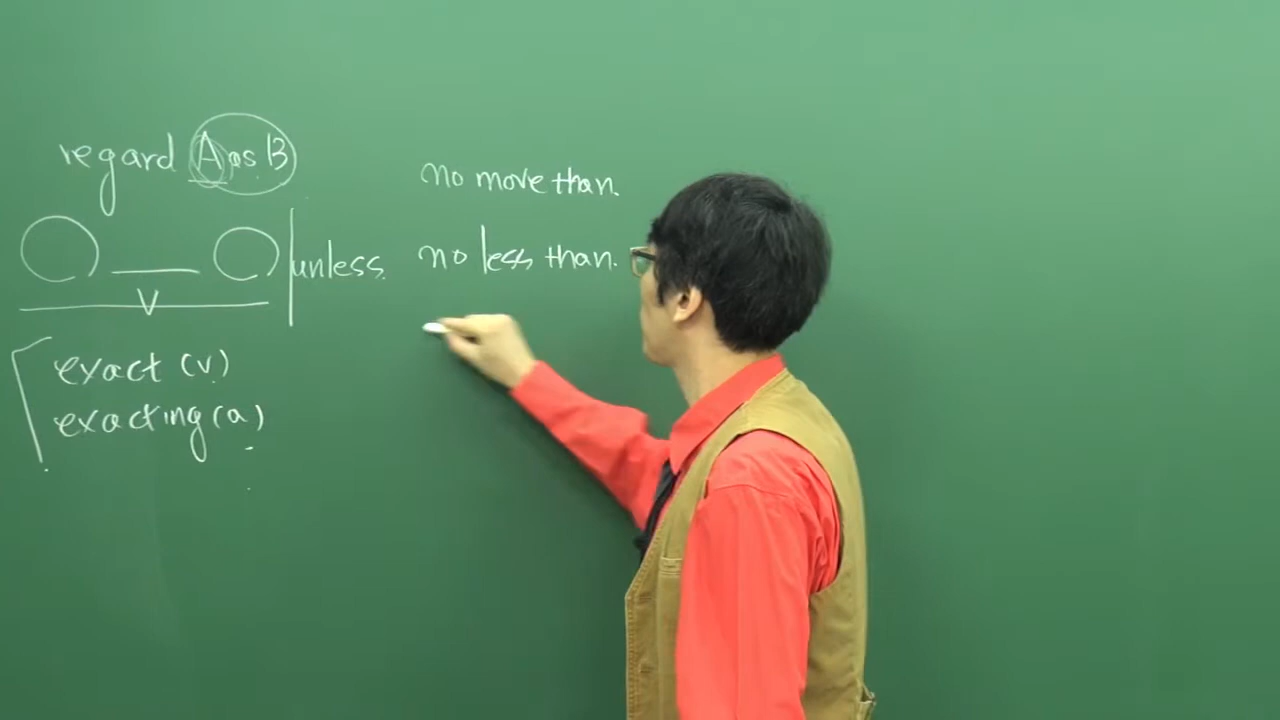 regard A as B
V
unless
exact (v)
exacting (a)
no more than.
no less than.